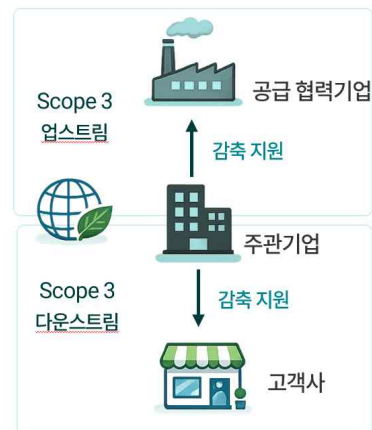 공급 협력기업
Scope 3
업스트림
감축 지원
주관기업
Scope 3
다운스트림
감축 지원
고객사